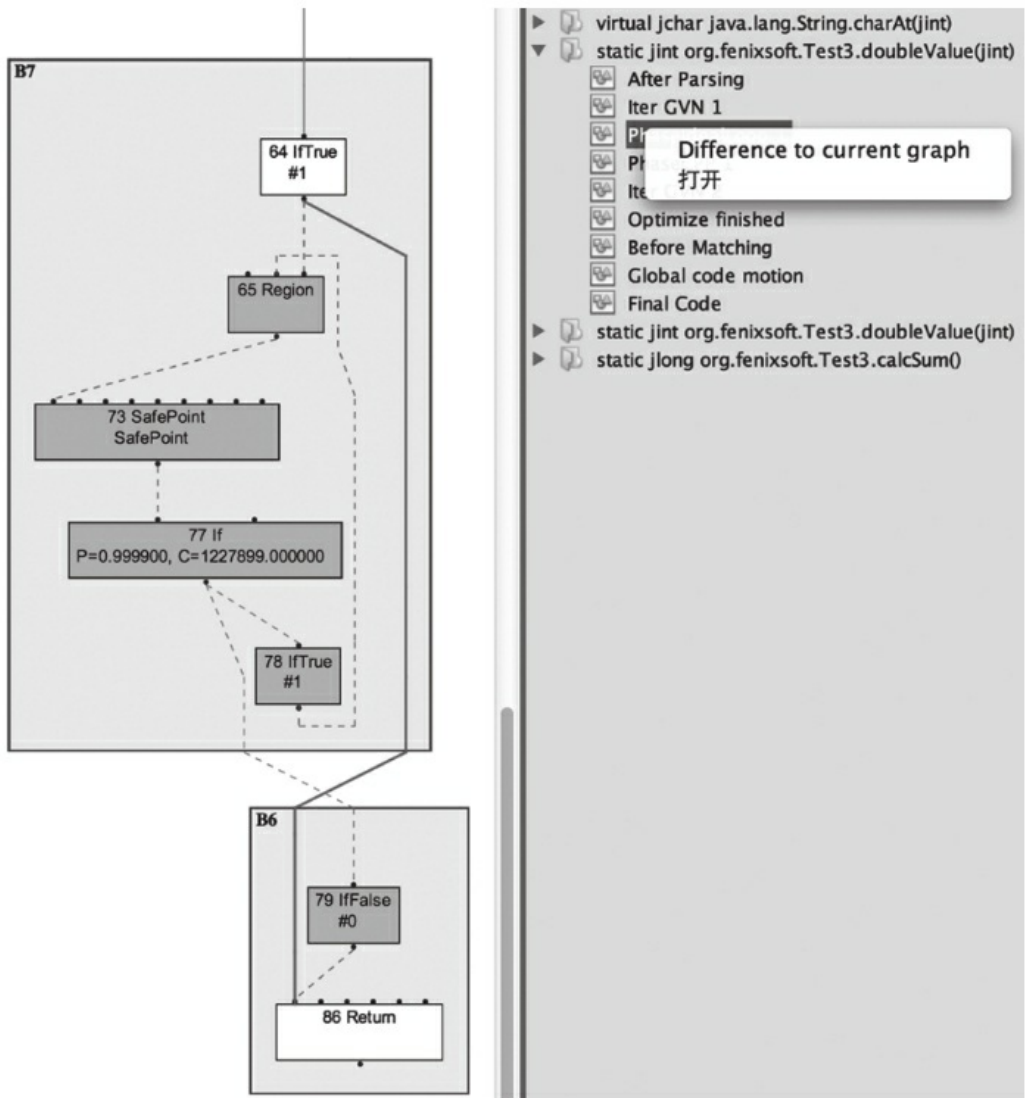 B7
64 IfTrue
#1
65 Region
73 SafePoint
SafePoint
77 If
P=0.999900, C=1227899.000000
78 IfTrue
#1
B6
79 IfFalse
#0
86 Return
virtual jchar java.lang.String.charAt(jint)
static jint org.fenixsoft.Test3.doubleValue(jint)
After Parsing
Iter GVN 1
Difference to current graph
打开
Optimize finished
Before Matching
Global code motion
Final Code
static jint org.fenixsoft.Test3.doubleValue(jint)
static jlong org.fenixsoft.Test3.calcSum()